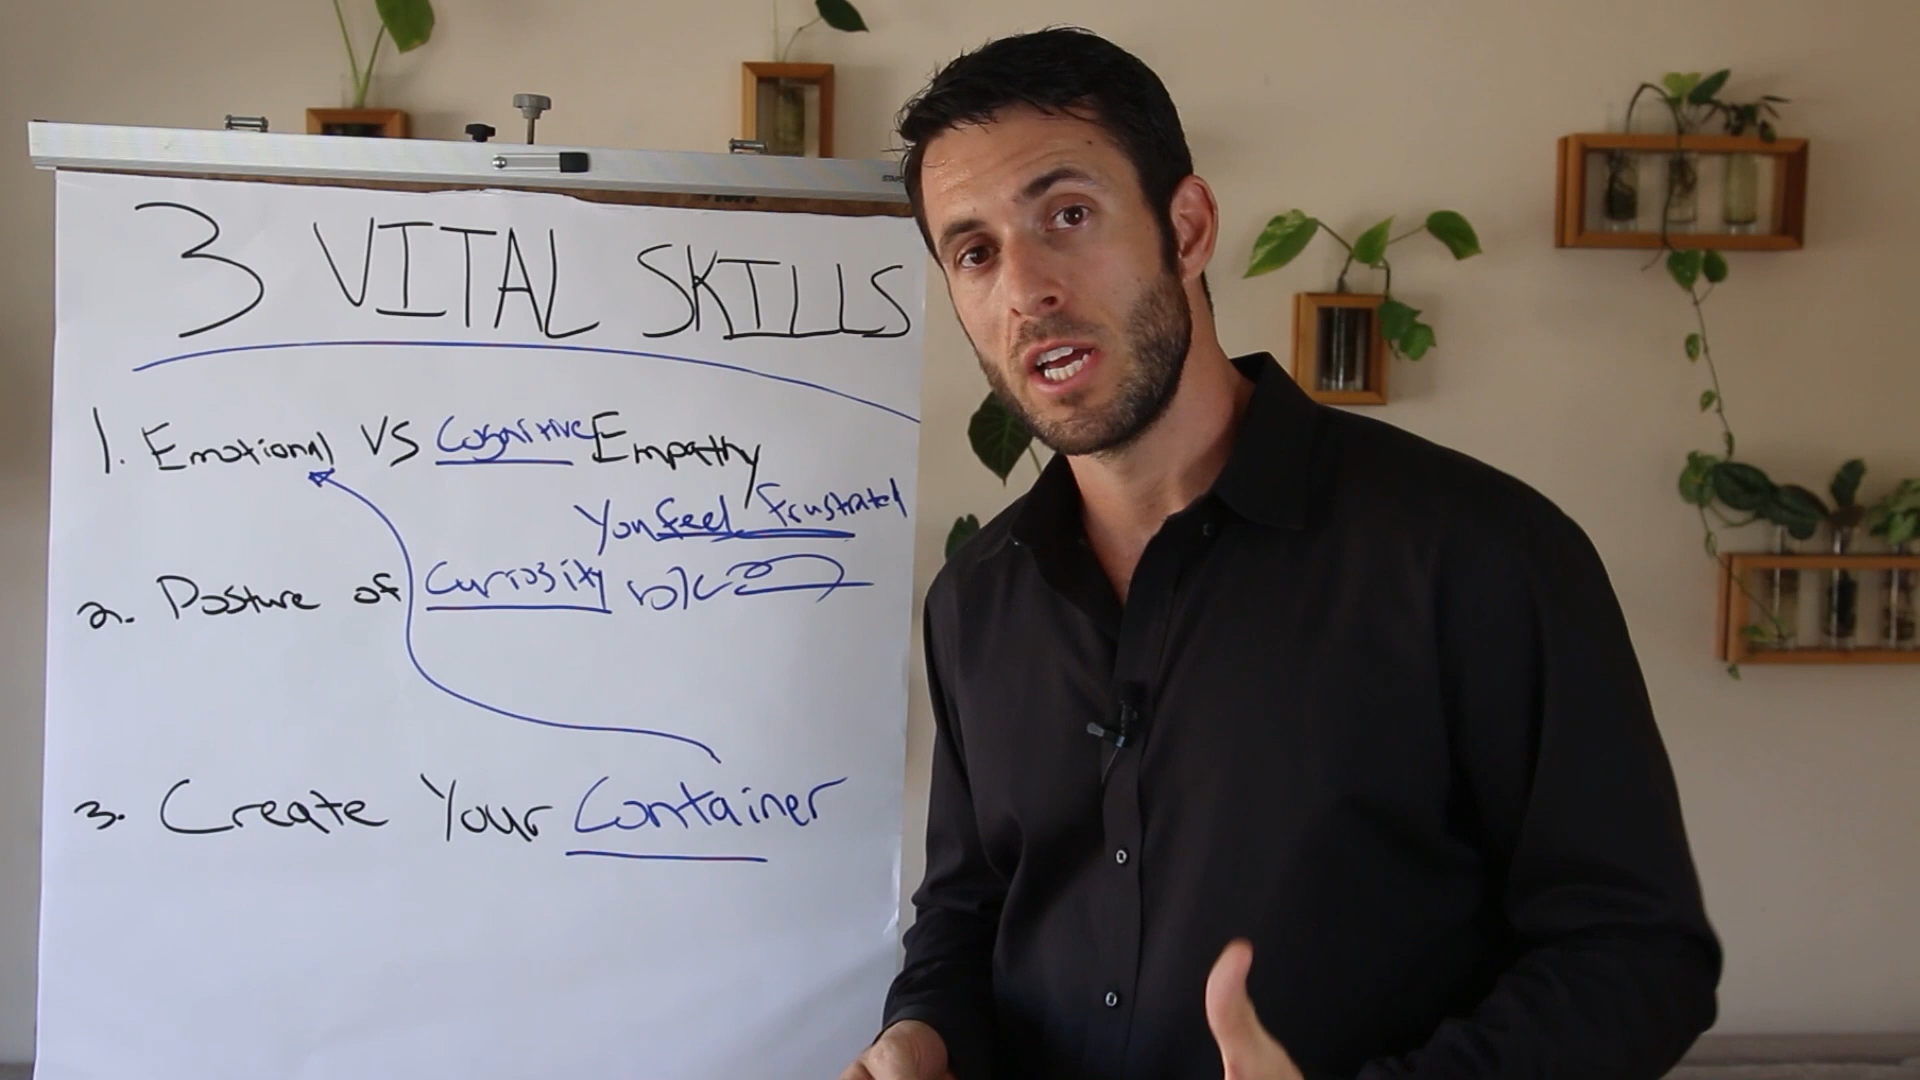 3 VITAL SKILLS
1. Emotional VS Cognitive Empathy
You feel frustrated
2. Posture of Curiosity b/c
3. Create Your Container